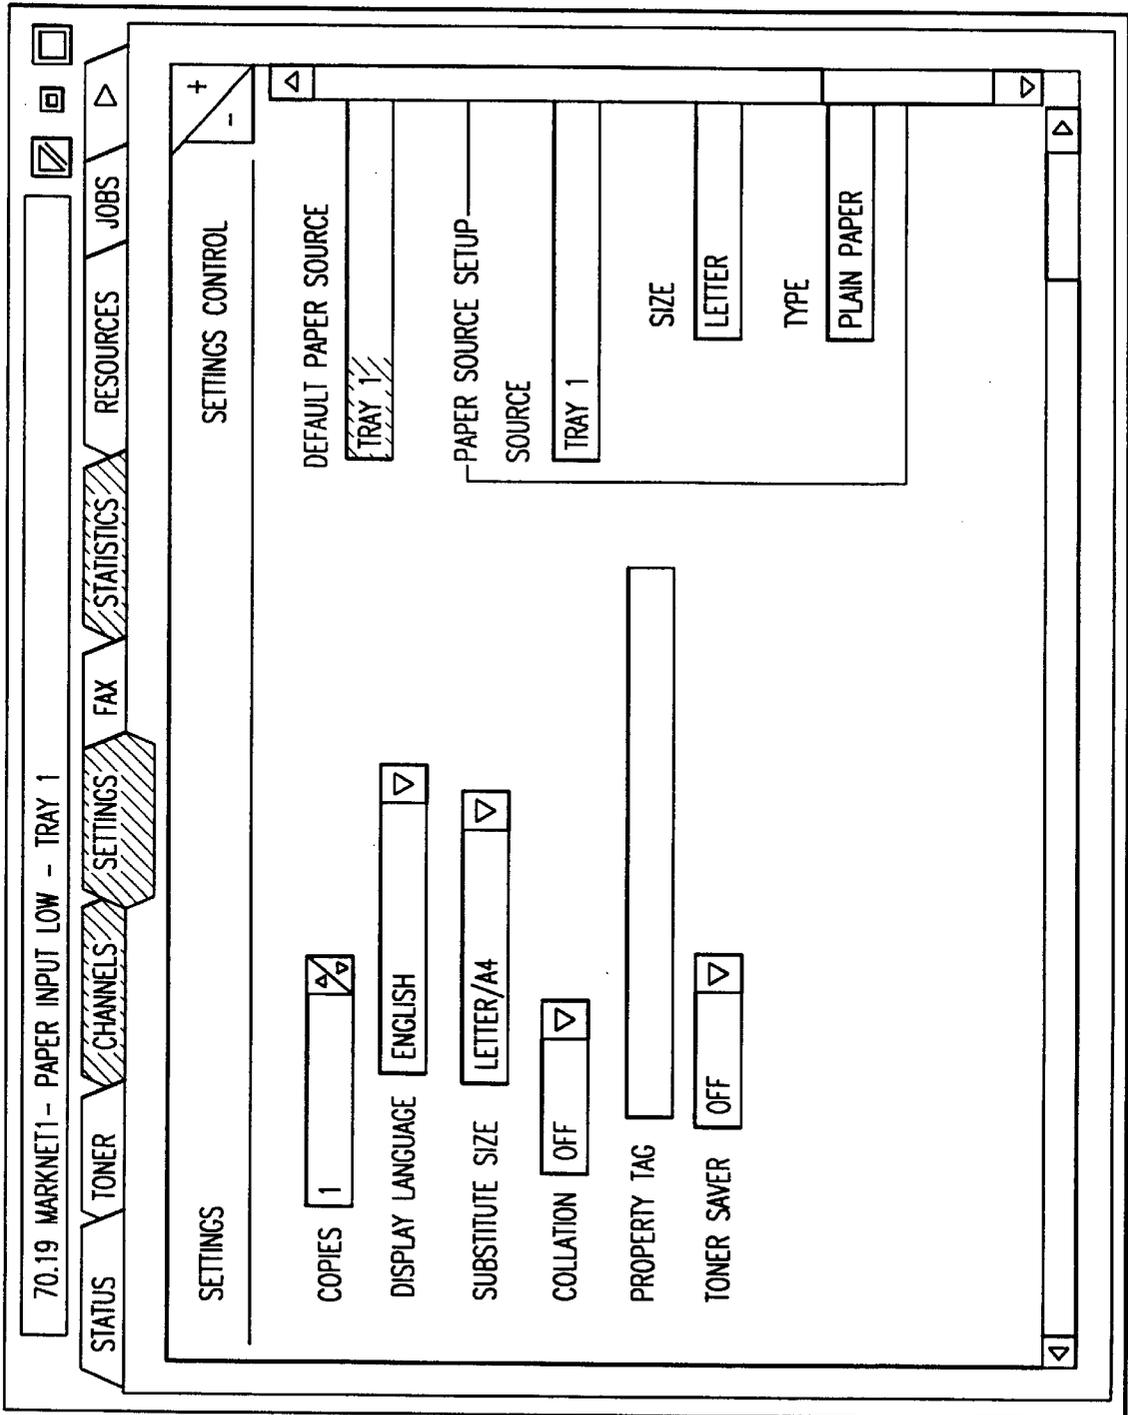 70.19 MARKNET1- PAPER INPUT LOW - TRAY 1
STATUS TONER CHANNELS SETTINGS FAX STATISTICS RESOURCES JOBS
SETTINGS SETTINGS CONTROL + -
COPIES 1
DISPLAY LANGUAGE ENGLISH
SUBSTITUTE SIZE LETTER/A4
COLLATION OFF
PROPERTY TAG
TONER SAVER OFF
DEFAULT PAPER SOURCE
TRAY 1
PAPER SOURCE SETUP
SOURCE
TRAY 1
SIZE
LETTER
TYPE
PLAIN PAPER